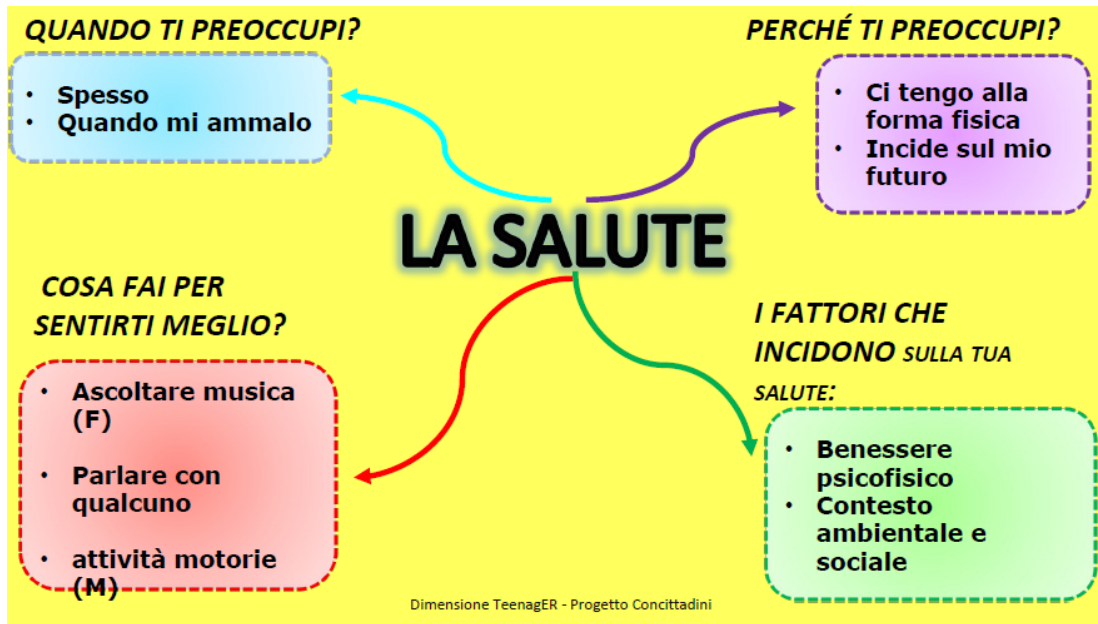 QUANDO TI PREOCCUPI?
• Spesso
• Quando mi ammalo
PERCHÉ TI PREOCCUPI?
• Ci tengo alla
forma fisica
• Incide sul mio
futuro
LA SALUTE
COSA FAI PER
SENTIRTI MEGLIO?
• Ascoltare musica
(F)
• Parlare con
qualcuno
• attività motorie
(M)
I FATTORI CHE
INCIDONO SULLA TUA
SALUTE:
• Benessere
psicofisico
• Contesto
ambientale e
sociale
Dimensione TeenagER - Progetto Concittadini